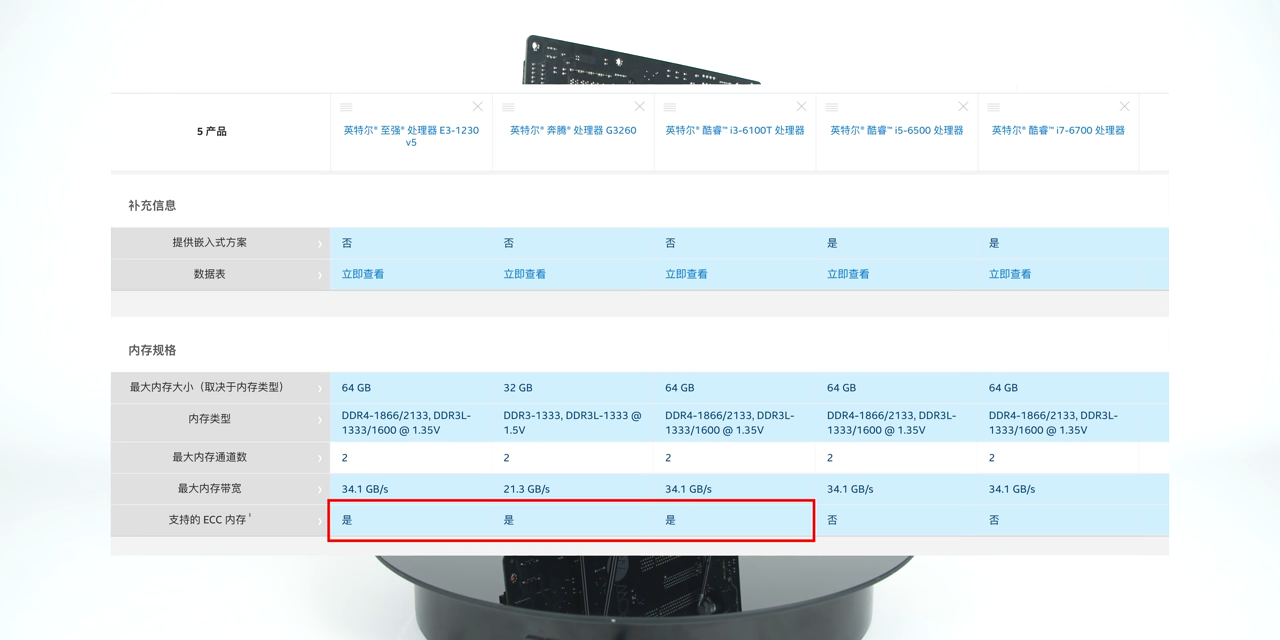 5 产品
英特尔® 至强® 处理器 E3-1230
v5
英特尔® 奔腾® 处理器 G3260
英特尔® 酷睿™ i3-6100T 处理器
英特尔® 酷睿™ i5-6500 处理器
英特尔® 酷睿™ i7-6700 处理器
补充信息
提供嵌入式方案 否 否 否 是 是
数据表 立即查看 立即查看 立即查看 立即查看 立即查看
内存规格
最大内存大小（取决于内存类型） 64 GB 32 GB 64 GB 64 GB 64 GB
内存类型
DDR4-1866/2133, DDR3L-
1333/1600 @ 1.35V
DDR3-1333, DDR3L-1333 @
1.5V
DDR4-1866/2133, DDR3L-
1333/1600 @ 1.35V
DDR4-1866/2133, DDR3L-
1333/1600 @ 1.35V
DDR4-1866/2133, DDR3L-
1333/1600 @ 1.35V
最大内存通道数 2 2 2 2 2
最大内存带宽 34.1 GB/s 21.3 GB/s 34.1 GB/s 34.1 GB/s 34.1 GB/s
支持的 ECC 内存 ‡ 是 是 是 否 否